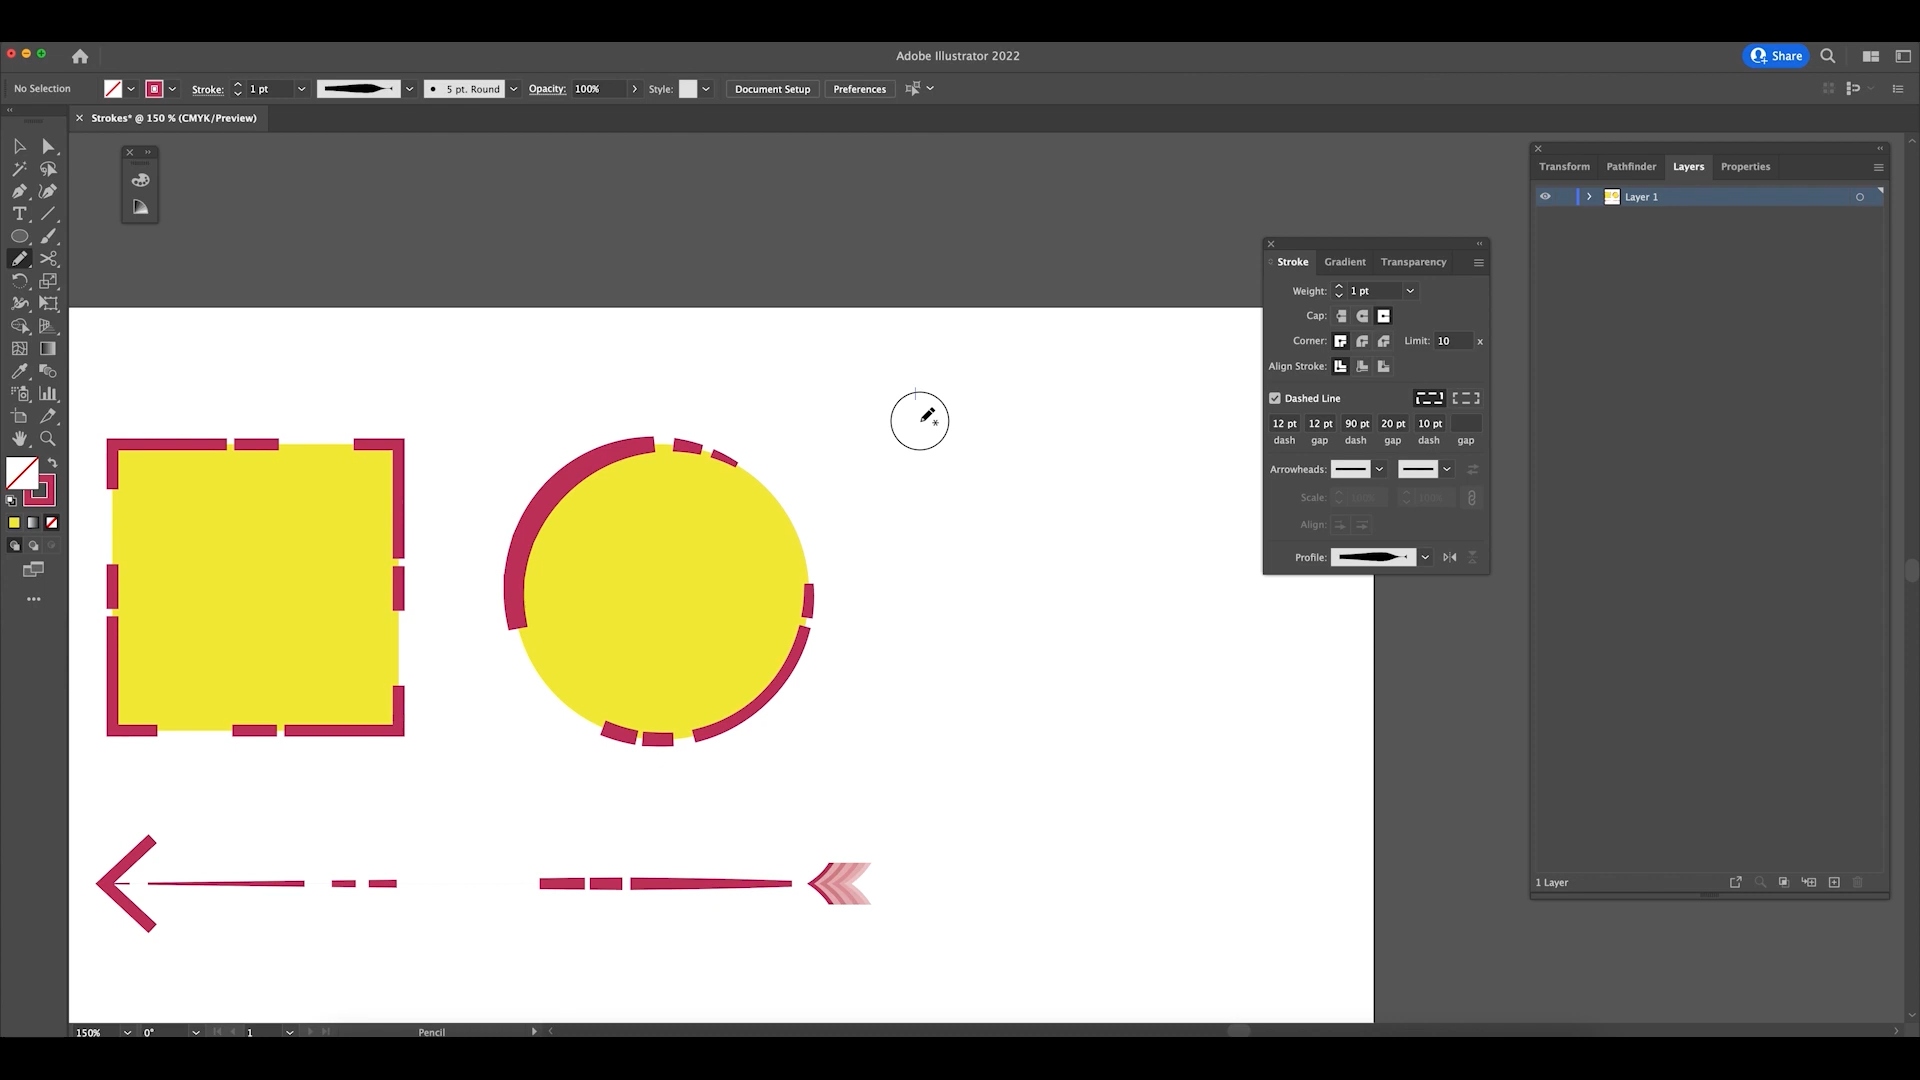 Adobe Illustrator 2022
Share
No Selection
Stroke:
1 pt
5 pt. Round
Opacity:
100%
Style:
Document Setup
Preferences
Strokes* @ 150 % (CMYK/Preview)
Transform
Pathfinder
Layers
Properties
Layer 1
Stroke
Gradient
Transparency
Weight:
1 pt
Cap:
Corner:
Limit:
10
x
Align Stroke:
Dashed Line
12 pt
12 pt
90 pt
20 pt
10 pt
dash
gap
dash
gap
dash
gap
Arrowheads:
Scale:
100%
100%
Align:
Profile:
1 Layer
150%
0°
1
Pencil